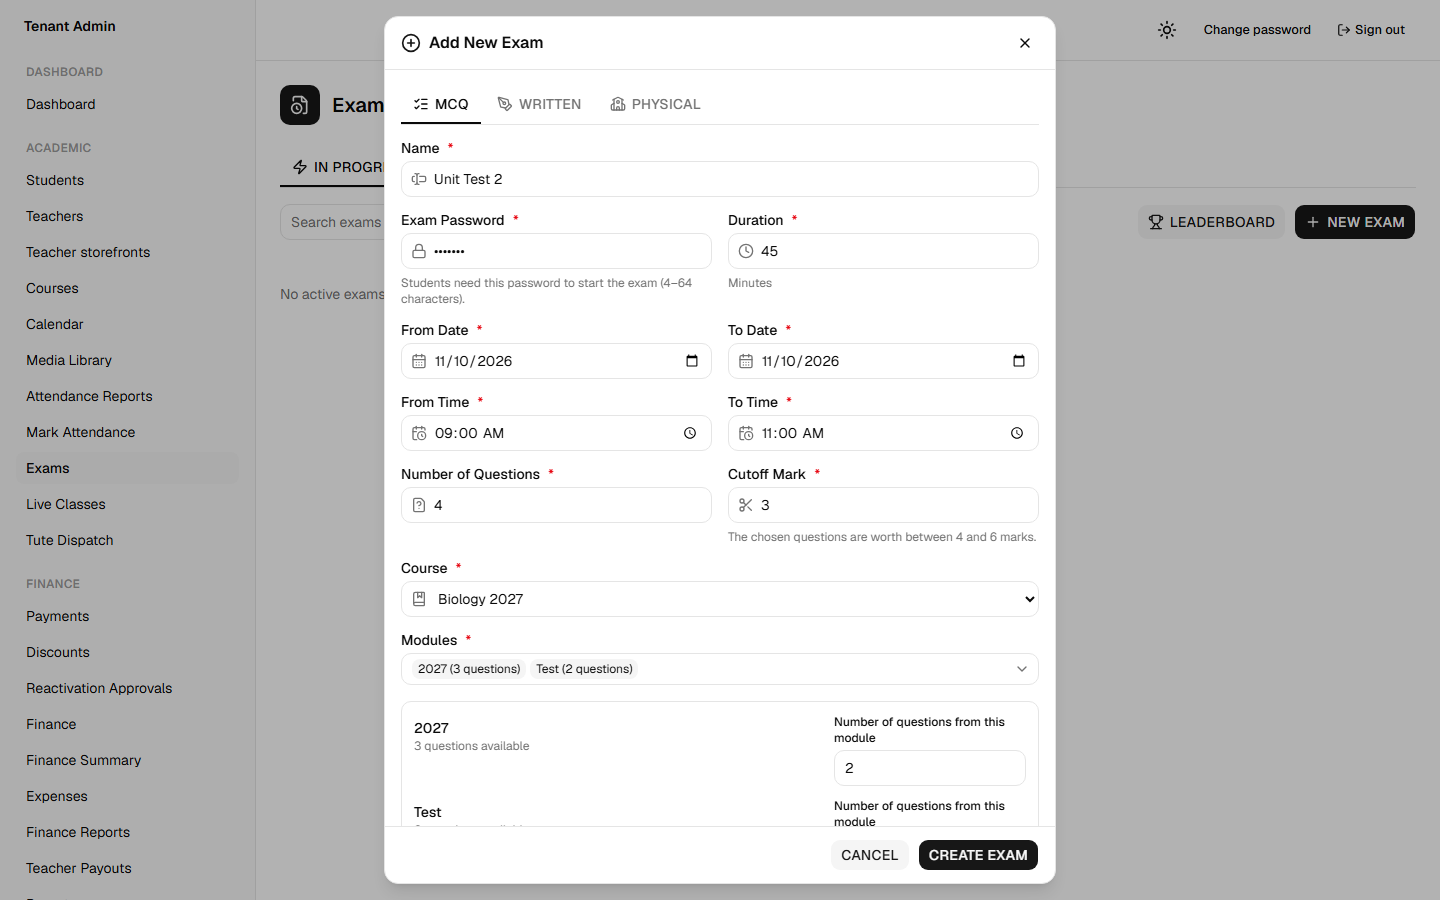 Tenant Admin
DASHBOARD
Dashboard
ACADEMIC
Students
Teachers
Teacher storefronts
Courses
Calendar
Media Library
Attendance Reports
Mark Attendance
Exams
Live Classes
Tute Dispatch
FINANCE
Payments
Discounts
Reactivation Approvals
Finance
Finance Summary
Expenses
Finance Reports
Teacher Payouts
Change password
Sign out
Exam
IN PROGR
Search exams
LEADERBOARD
+ NEW EXAM
No active exams
Add New Exam
MCQ
WRITTEN
PHYSICAL
Name *
Unit Test 2
Exam Password *
•••••••
Students need this password to start the exam (4–64
characters).
Duration *
45
Minutes
From Date *
11/10/2026
To Date *
11/10/2026
From Time *
09:00 AM
To Time *
11:00 AM
Number of Questions *
4
Cutoff Mark *
3
The chosen questions are worth between 4 and 6 marks.
Course *
Biology 2027
Modules *
2027 (3 questions) Test (2 questions)
2027
3 questions available
Number of questions from this
module
2
Test
Number of questions from this
module
CANCEL
CREATE EXAM